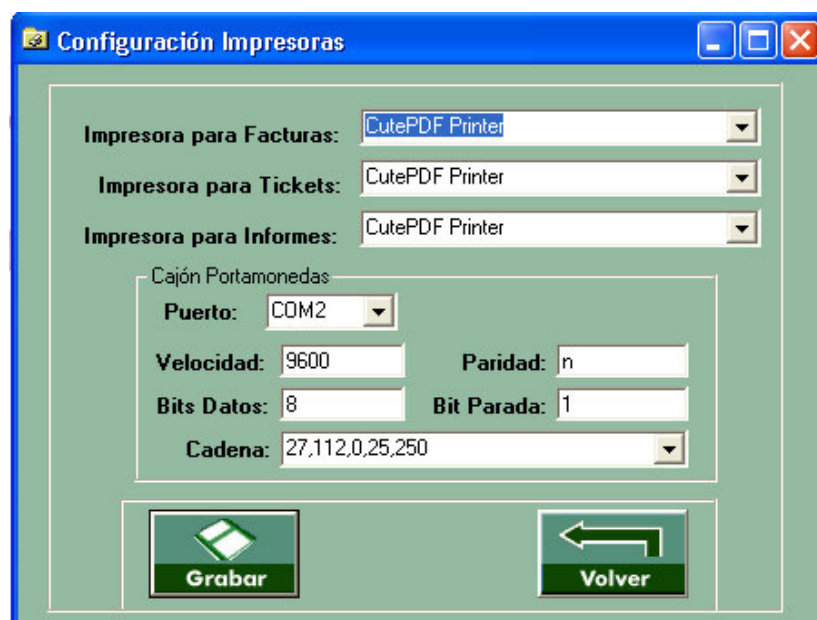 Configuración Impresoras
Impresora para Facturas: CutePDF Printer
Impresora para Tickets: CutePDF Printer
Impresora para Informes: CutePDF Printer
Cajón Portamonedas
Puerto: COM2
Velocidad: 9600 Paridad: n
Bits Datos: 8 Bit Parada: 1
Cadena: 27,112,0,25,250
Grabar Volver